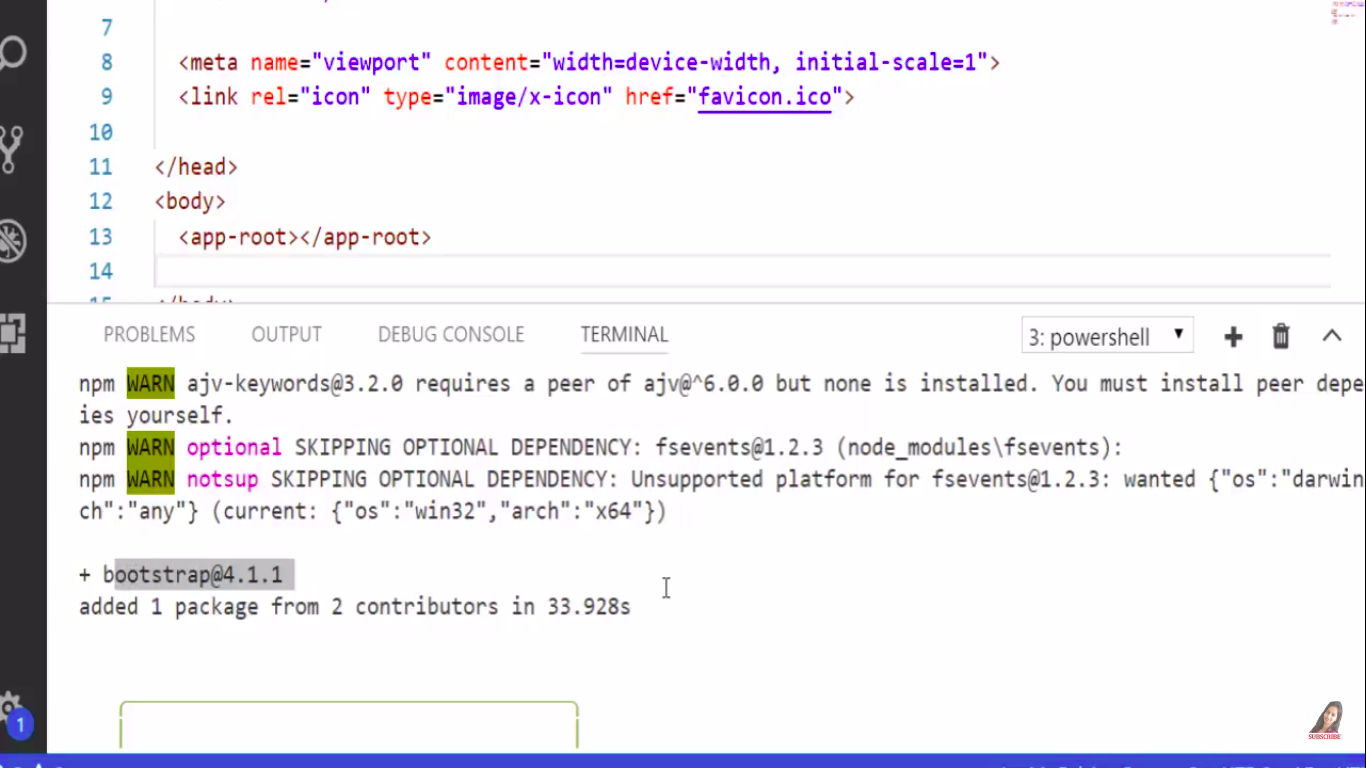 7
8 <meta name="viewport" content="width=device-width, initial-scale=1">
9 <link rel="icon" type="image/x-icon" href="favicon.ico">
10
11 </head>
12 <body>
13 <app-root></app-root>
14
15 </body>
PROBLEMS OUTPUT DEBUG CONSOLE TERMINAL 3: powershell
npm WARN ajv-keywords@3.2.0 requires a peer of ajv@^6.0.0 but none is installed. You must install peer depe
ies yourself.
npm WARN optional SKIPPING OPTIONAL DEPENDENCY: fsevents@1.2.3 (node_modules\fsevents):
npm WARN notsup SKIPPING OPTIONAL DEPENDENCY: Unsupported platform for fsevents@1.2.3: wanted {"os":"darwin
ch":"any"} (current: {"os":"win32","arch":"x64"})
+ bootstrap@4.1.1
added 1 package from 2 contributors in 33.928s
1
SUBSCRIBE